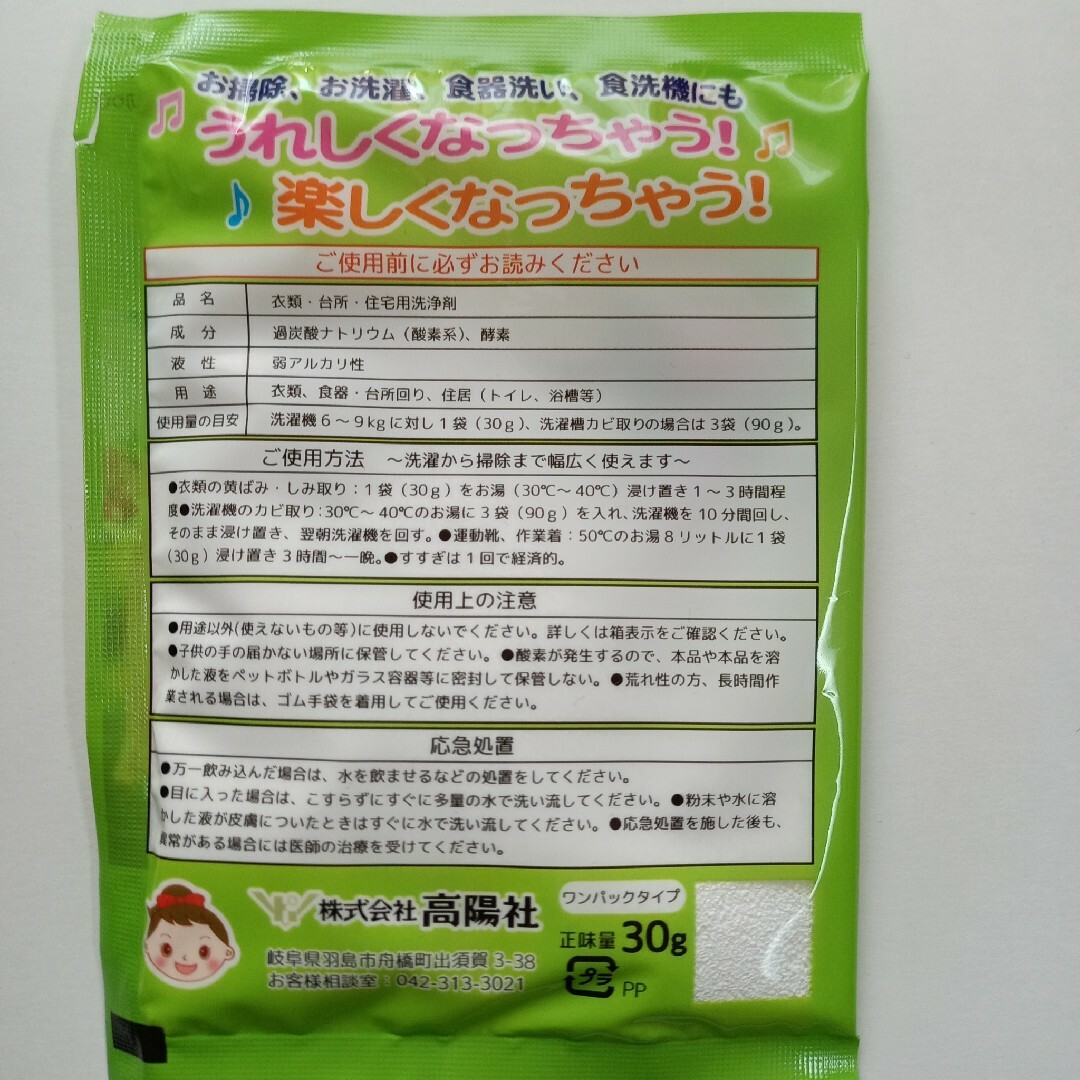 お掃除、お洗濯、食器洗い、食洗機にも
うれしくなっちゃう!
楽しくなっちゃう!
ご使用前に必ずお読みください
品 名 衣類・台所・住宅用洗浄剤
成 分 過炭酸ナトリウム(酸素系)、酵素
液 性 弱アルカリ性
用 途 衣類、食器・台所回り、住居(トイレ、浴槽等)
使用量の目安 洗濯機6～9kgに対し1袋(30g)、洗濯槽カビ取りの場合は3袋(90g)。
ご使用方法 ～洗濯から掃除まで幅広く使えます～
●衣類の黄ばみ・しみ取り:1袋(30g)をお湯(30℃～40℃)浸け置き1～3時間程
度●洗濯機のカビ取り:30℃～40℃のお湯に3袋(90g)を入れ、洗濯機を10分間回し、
そのまま浸け置き、翌朝洗濯機を回す。●運動靴、作業着:50℃のお湯8リットルに1袋
(30g)浸け置き3時間～一晩。●すすぎは1回で経済的。
使用上の注意
●用途以外(使えないもの等)に使用しないでください。詳しくは箱表示をご確認ください。
●子供の手の届かない場所に保管してください。●酸素が発生するので、本品や本品を溶
かした液をペットボトルやガラス容器等に密封して保管しない。●荒れ性の方、長時間作
業される場合は、ゴム手袋を着用してご使用ください。
応急処置
●万一飲み込んだ場合は、水を飲ませるなどの処置をしてください。
●目に入った場合は、こすらずにすぐに多量の水で洗い流してください。●粉末や水に溶
かした液が皮膚についたときはすぐに水で洗い流してください。●応急処置を施した後も、
異常がある場合には医師の治療を受けてください。
株式会社 高陽社
岐阜県羽島市舟橋町出須賀3-38
お客様相談室:042-313-3021
ワンパックタイプ
正味量 30g
プラ PP